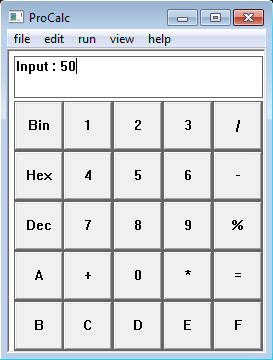 ProCalc
file edit run view help
Input : 50
Bin 1 2 3 /
Hex 4 5 6 -
Dec 7 8 9 %
A + 0 * =
B C D E F